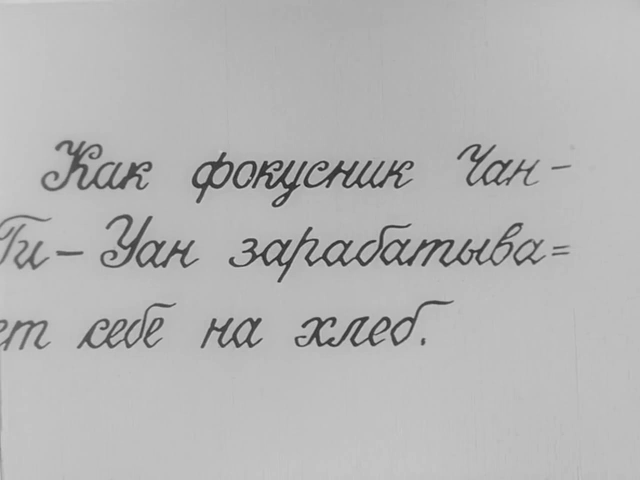 Как фокусник Чан-
Ги-Уан зарабатыва=
ет себе на хлеб.